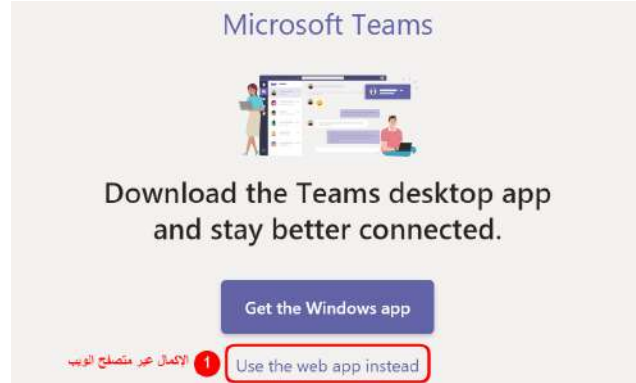 Microsoft Teams
Download the Teams desktop app
and stay better connected.
Get the Windows app
Use the web app instead
1 الاكمال عبر متصفح الويب